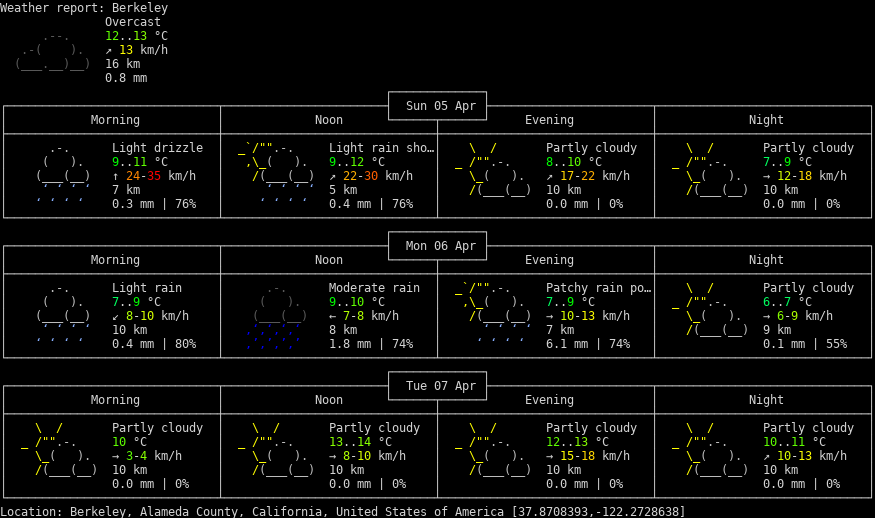 Weather report: Berkeley
Overcast
12..13 °C
↗ 13 km/h
16 km
0.8 mm
Sun 05 Apr
Morning Noon Evening Night
Light drizzle Light rain sho… Partly cloudy Partly cloudy
9..11 °C 9..12 °C 8..10 °C 7..9 °C
↑ 24-35 km/h ↗ 22-30 km/h ↗ 17-22 km/h → 12-18 km/h
7 km 5 km 10 km 10 km
0.3 mm | 76% 0.4 mm | 76% 0.0 mm | 0% 0.0 mm | 0%
Mon 06 Apr
Morning Noon Evening Night
Light rain Moderate rain Patchy rain po… Partly cloudy
7..9 °C 9..10 °C 7..9 °C 6..7 °C
↙ 8-10 km/h ← 7-8 km/h → 10-13 km/h → 6-9 km/h
10 km 8 km 7 km 9 km
0.4 mm | 80% 1.8 mm | 74% 6.1 mm | 74% 0.1 mm | 55%
Tue 07 Apr
Morning Noon Evening Night
Partly cloudy Partly cloudy Partly cloudy Partly cloudy
10 °C 13..14 °C 12..13 °C 10..11 °C
→ 3-4 km/h → 8-10 km/h → 15-18 km/h ↗ 10-13 km/h
10 km 10 km 10 km 10 km
0.0 mm | 0% 0.0 mm | 0% 0.0 mm | 0% 0.0 mm | 0%
Location: Berkeley, Alameda County, California, United States of America [37.8708393,-122.2728638]